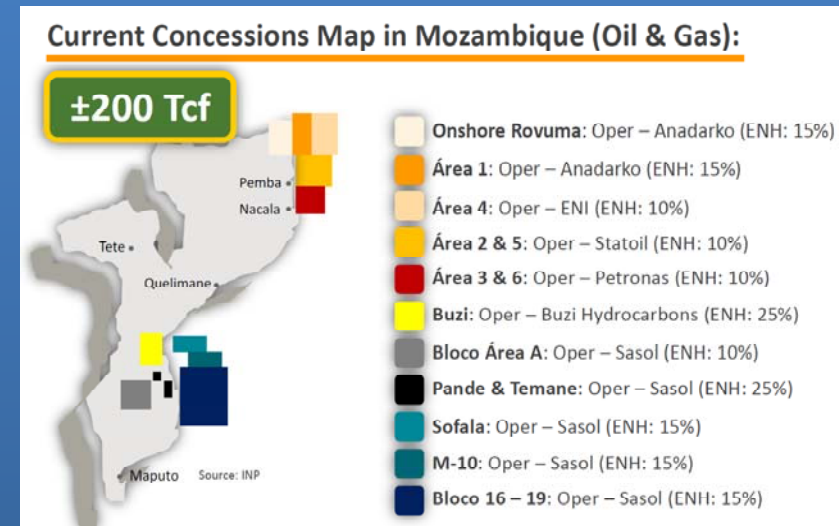 Current Concessions Map in Mozambique (Oil & Gas):
±200 Tcf
Pemba
Nacala
Tete
Quelimane
Maputo
Source: INP
Onshore Rovuma: Oper – Anadarko (ENH: 15%)
Área 1: Oper – Anadarko (ENH: 15%)
Área 4: Oper – ENI (ENH: 10%)
Área 2 & 5: Oper – Statoil (ENH: 10%)
Área 3 & 6: Oper – Petronas (ENH: 10%)
Buzi: Oper – Buzi Hydrocarbons (ENH: 25%)
Bloco Área A: Oper – Sasol (ENH: 10%)
Pande & Temane: Oper – Sasol (ENH: 25%)
Sofala: Oper – Sasol (ENH: 15%)
M-10: Oper – Sasol (ENH: 15%)
Bloco 16 – 19: Oper – Sasol (ENH: 15%)